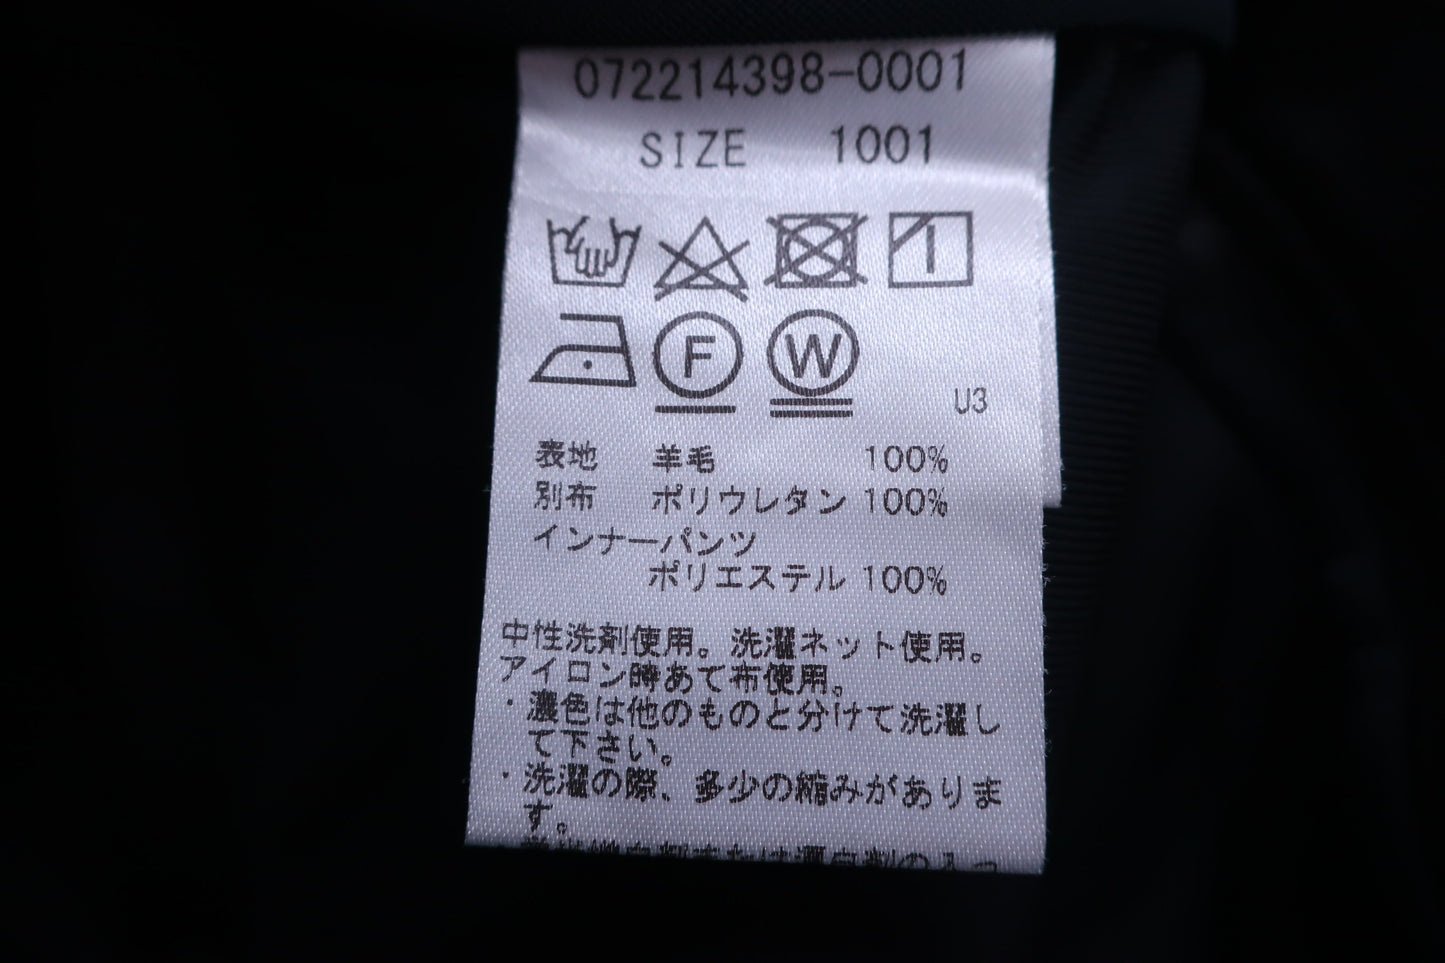 072214398-0001
SIZE 1001
F W
U3
表地 羊毛 100%
別布 ポリウレタン 100%
インナーパンツ
ポリエステル 100%
中性洗剤使用。洗濯ネット使用。
アイロン時あて布使用。
・濃色は他のものと分けて洗濯し
て下さい。
・洗濯の際、多少の縮みがありま
す。